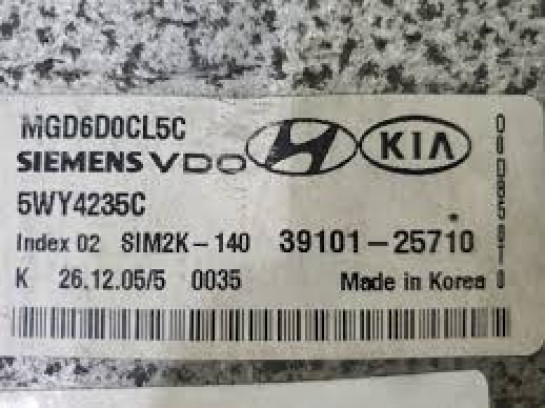 MGD6D0CL5C
SIEMENS VDO KIA
5WY4235C
Index 02 SIM2K-140 39101-25710
K 26.12.05/5 0035 Made in Korea